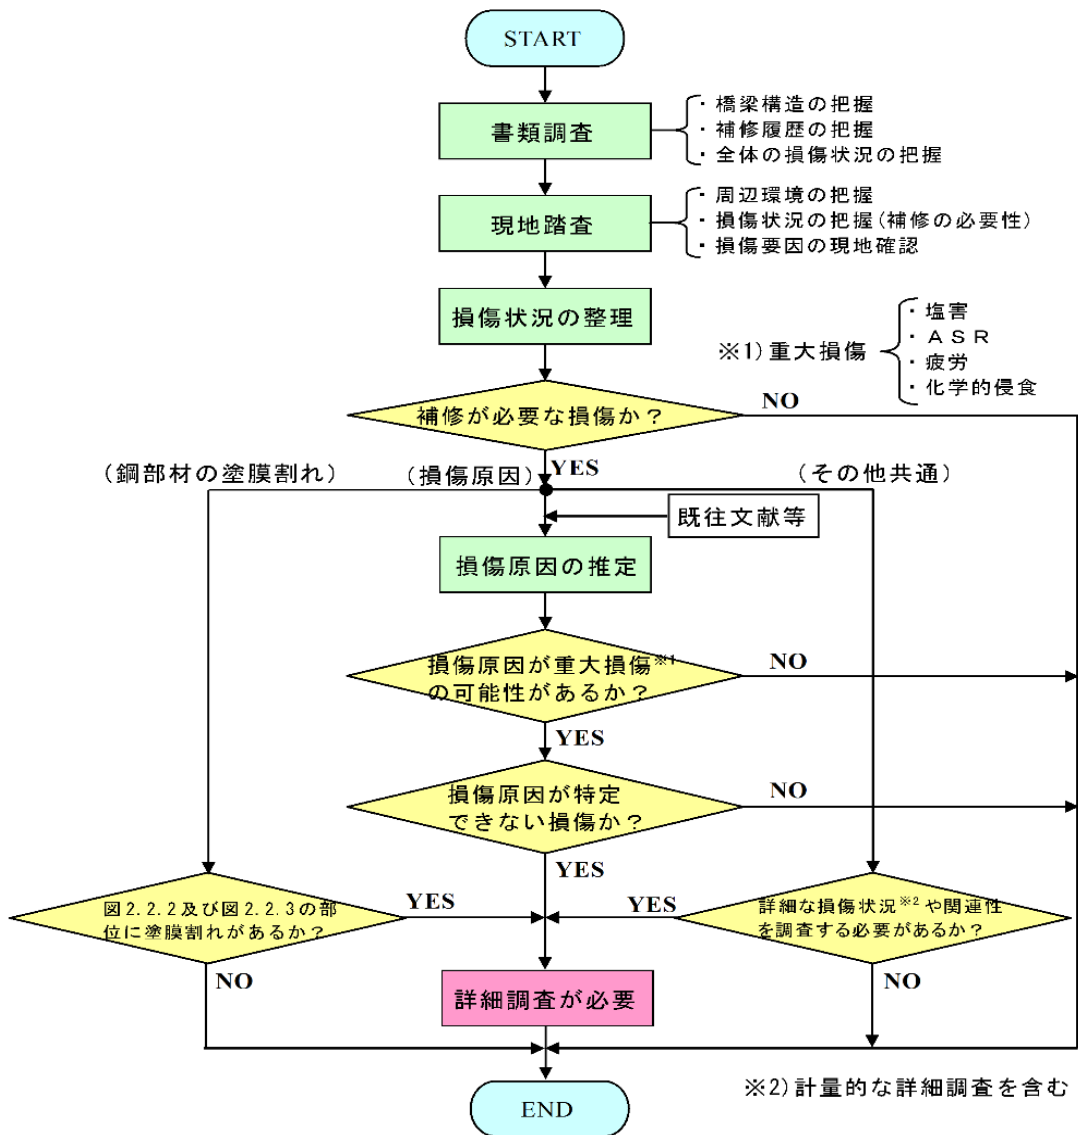 START
書類調査
・橋梁構造の把握
・補修履歴の把握
・全体の損傷状況の把握
現地踏査
・周辺環境の把握
・損傷状況の把握(補修の必要性)
・損傷要因の現地確認
損傷状況の整理
※1)重大損傷
・塩害
・ASR
・疲労
・化学的侵食
補修が必要な損傷か？
NO
YES
(鋼部材の塗膜割れ)
(損傷原因)
(その他共通)
既往文献等
損傷原因の推定
損傷原因が重大損傷※1
の可能性があるか？
NO
YES
損傷原因が特定
できない損傷か？
NO
YES
図2.2.2及び図2.2.3の部
位に塗膜割れがあるか？
YES
NO
詳細な損傷状況※2や関連性
を調査する必要があるか？
YES
NO
詳細調査が必要
END
※2)計量的な詳細調査を含む